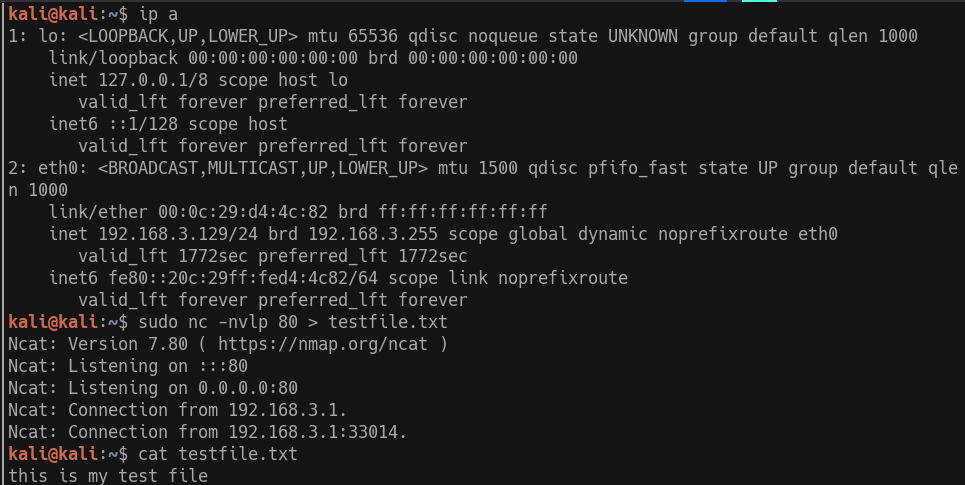 kali@kali:~$ ip a
1: lo: <LOOPBACK,UP,LOWER_UP> mtu 65536 qdisc noqueue state UNKNOWN group default qlen 1000
    link/loopback 00:00:00:00:00:00 brd 00:00:00:00:00:00
    inet 127.0.0.1/8 scope host lo
       valid_lft forever preferred_lft forever
    inet6 ::1/128 scope host
       valid_lft forever preferred_lft forever
2: eth0: <BROADCAST,MULTICAST,UP,LOWER_UP> mtu 1500 qdisc pfifo_fast state UP group default qle
n 1000
    link/ether 00:0c:29:d4:4c:82 brd ff:ff:ff:ff:ff:ff
    inet 192.168.3.129/24 brd 192.168.3.255 scope global dynamic noprefixroute eth0
       valid_lft 1772sec preferred_lft 1772sec
    inet6 fe80::20c:29ff:fed4:4c82/64 scope link noprefixroute
       valid_lft forever preferred_lft forever
kali@kali:~$ sudo nc -nvlp 80 > testfile.txt
Ncat: Version 7.80 ( https://nmap.org/ncat )
Ncat: Listening on :::80
Ncat: Listening on 0.0.0.0:80
Ncat: Connection from 192.168.3.1.
Ncat: Connection from 192.168.3.1:33014.
kali@kali:~$ cat testfile.txt
this is my test file